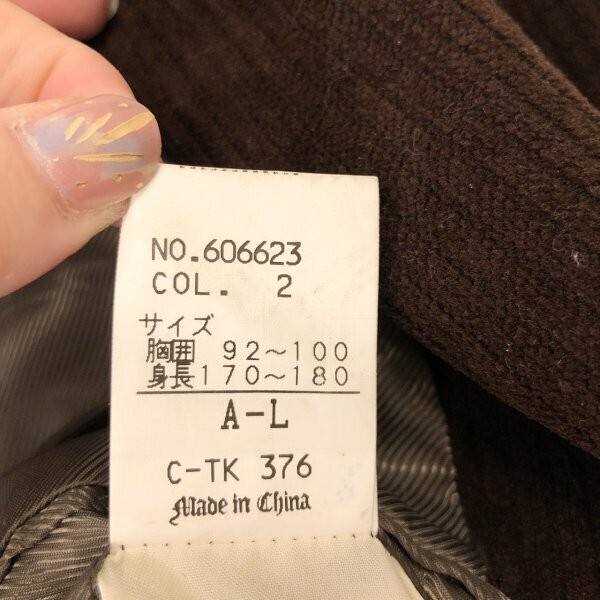 NO.606623
COL. 2
サイズ
胸囲 92～100
身長170～180
A-L
C-TK 376
Made in China